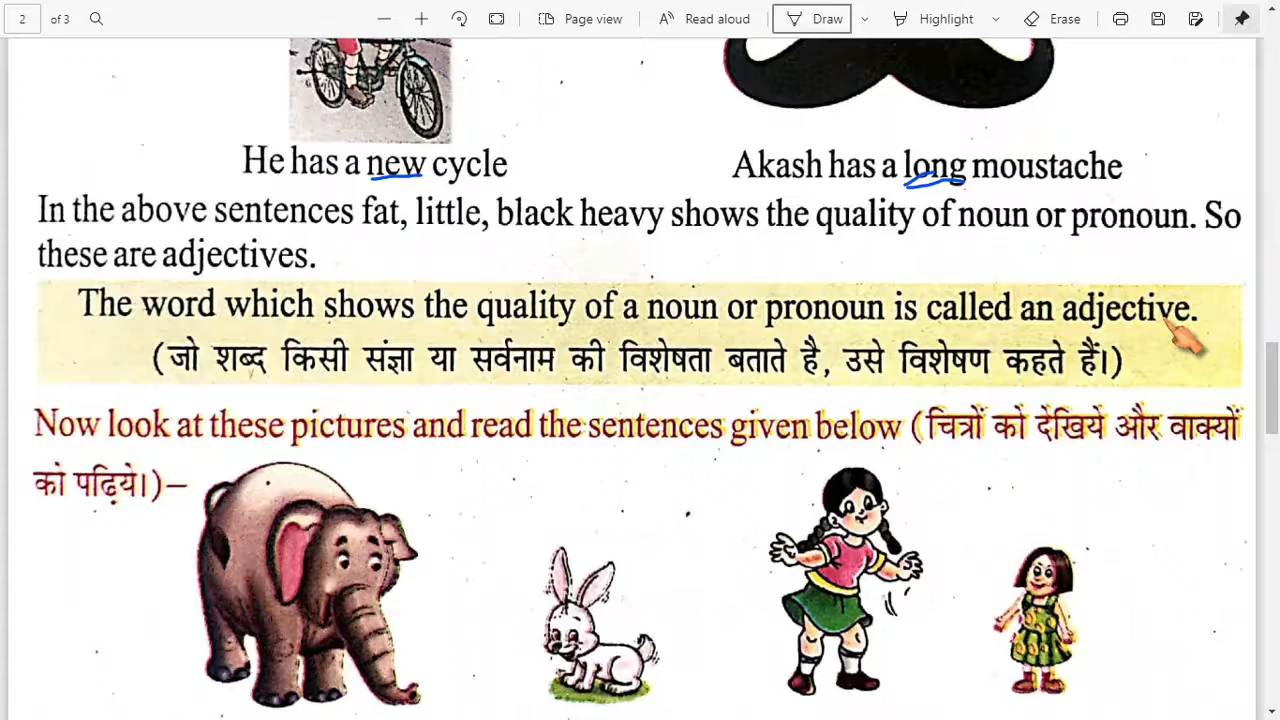 2 of 3 Page view Read aloud Draw Highlight Erase
He has a new cycle Akash has a long moustache
In the above sentences fat, little, black heavy shows the quality of noun or pronoun. So
these are adjectives.
The word which shows the quality of a noun or pronoun is called an adjective.
(जो शब्द किसी संज्ञा या सर्वनाम की विशेषता बताते है, उसे विशेषण कहते हैं।)
Now look at these pictures and read the sentences given below (चित्रों को देखिये और वाक्यों
को पढ़िये।)–